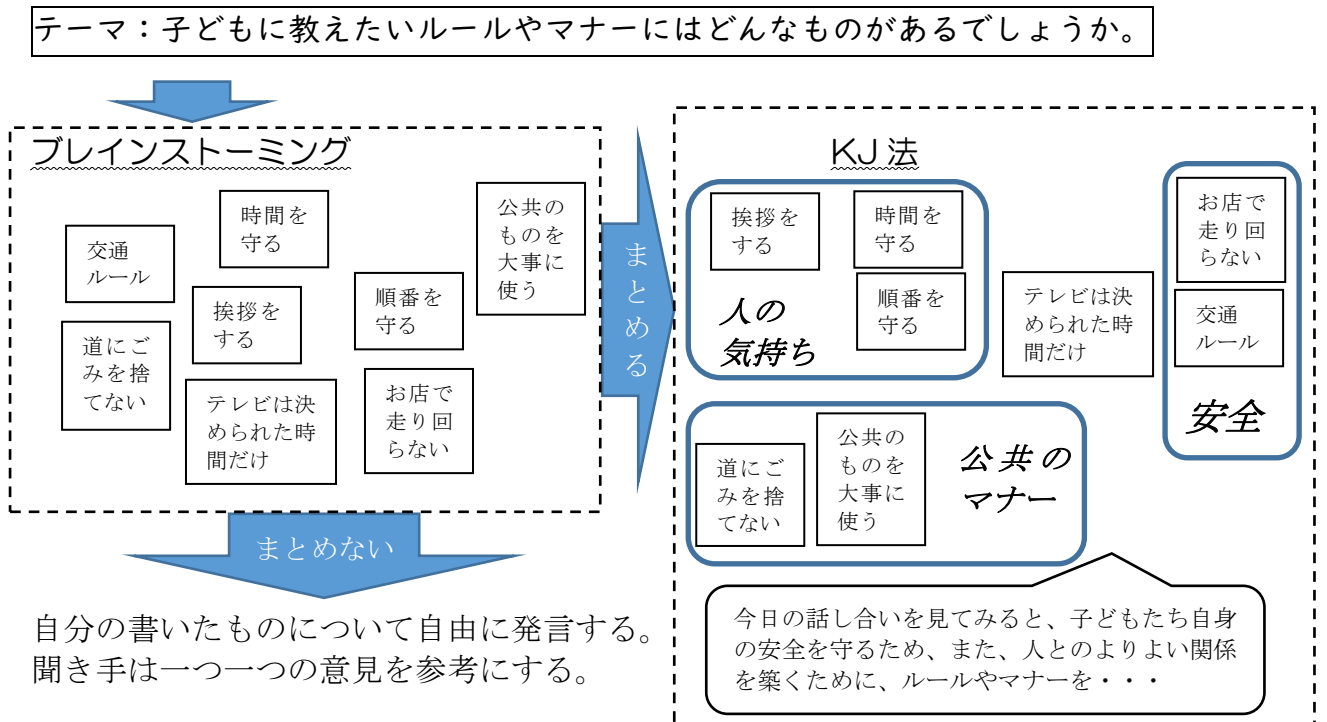 テーマ：子どもに教えたいルールやマナーにはどんなものがあるでしょうか。
ブレインストーミング
交通
ルール
時間を
守る
公共の
ものを
大事に
使う
挨拶を
する
順番を
守る
道にご
みを捨
てない
テレビは決
められた時
間だけ
お店で
走り回
らない
まとめない
自分の書いたものについて自由に発言する。
聞き手は一つ一つの意見を参考にする。
まとめる
KJ法
挨拶を
する
時間を
守る
順番を
守る
人の
気持ち
テレビは決
められた時
間だけ
お店で
走り回
らない
交通
ルール
安全
道にご
みを捨
てない
公共の
ものを
大事に
使う
公共の
マナー
今日の話し合いを見てみると、子どもたち自身
の安全を守るため、また、人とのよりよい関係
を築くために、ルールやマナーを・・・